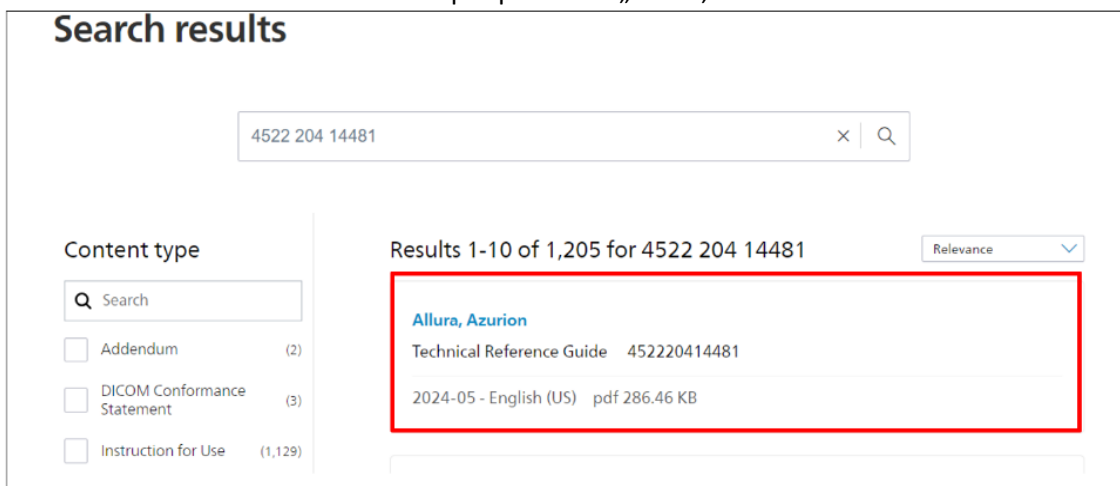 Search results
4522 204 14481
Content type
Search
Addendum (2)
DICOM Conformance
Statement (3)
Instruction for Use (1,129)
Results 1-10 of 1,205 for 4522 204 14481
Relevance
Allura, Azurion
Technical Reference Guide 452220414481
2024-05 - English (US) pdf 286.46 KB